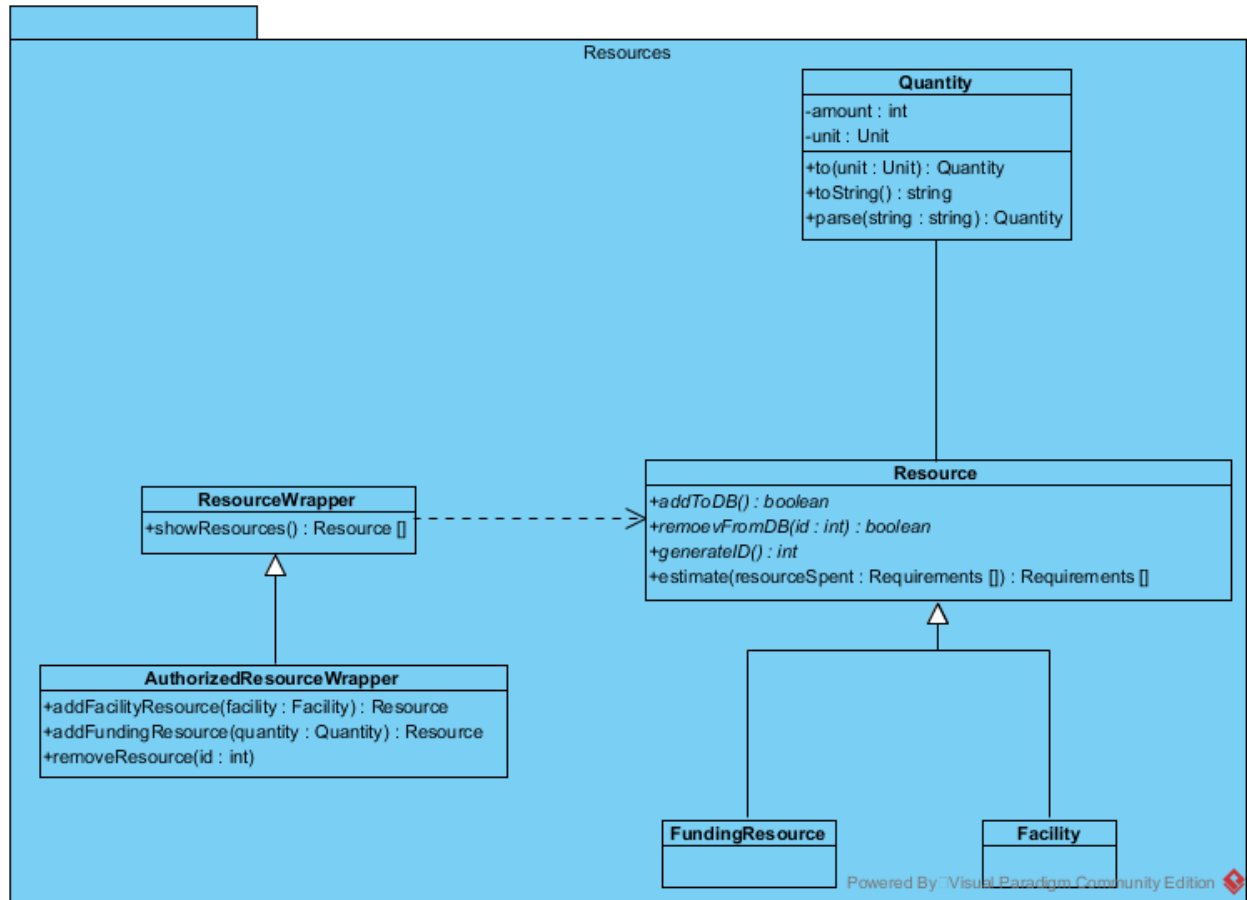 Resources
Quantity
-amount : int
-unit : Unit
+to(unit : Unit) : Quantity
+toString() : string
+parse(string : string) : Quantity
Resource
+addToDB() : boolean
+remoevFromDB(id : int) : boolean
+generateID() : int
+estimate(resourceSpent : Requirements []) : Requirements []
ResourceWrapper
+showResources() : Resource []
AuthorizedResourceWrapper
+addFacilityResource(facility : Facility) : Resource
+addFundingResource(quantity : Quantity) : Resource
+removeResource(id : int)
FundingResource
Facility
Powered By Visual Paradigm Community Edition